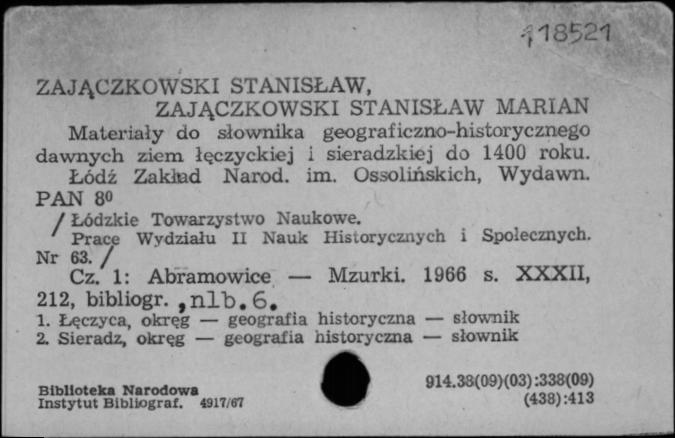 118521
ZAJĄCZKOWSKI STANISŁAW,
ZAJĄCZKOWSKI STANISŁAW MARIAN
Materiały do słownika geograficzno-historycznego
dawnych ziem łęczyckiej i sieradzkiej do 1400 roku.
Łódź Zakład Narod. im. Ossolińskich, Wydawn.
PAN 8⁰
/ Łódzkie Towarzystwo Naukowe.
Prace Wydziału II Nauk Historycznych i Społecznych.
Nr 63. /
Cz. 1: Abramowice — Mzurki. 1966 s. XXXII,
212, bibliogr. , nlb. 6.
1. Łęczyca, okręg — geografia historyczna — słownik
2. Sieradz, okręg — geografia historyczna — słownik
Biblioteka Narodowa 914.38(09)(03):338(09)
Instytut Bibliograf. 4917/67 (438):413